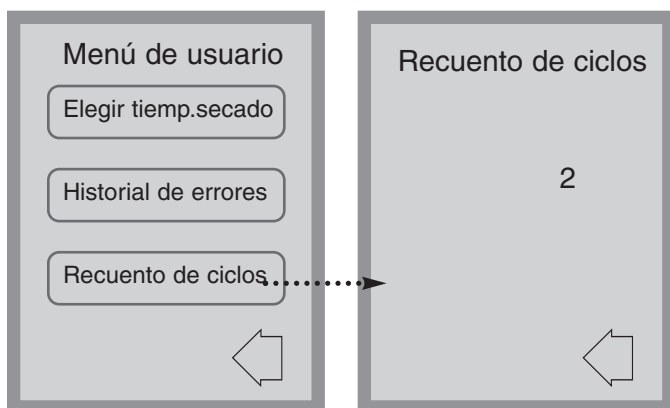 Menú de usuario
Elegir tiemp.secado
Historial de errores
Recuento de ciclos
Recuento de ciclos
2